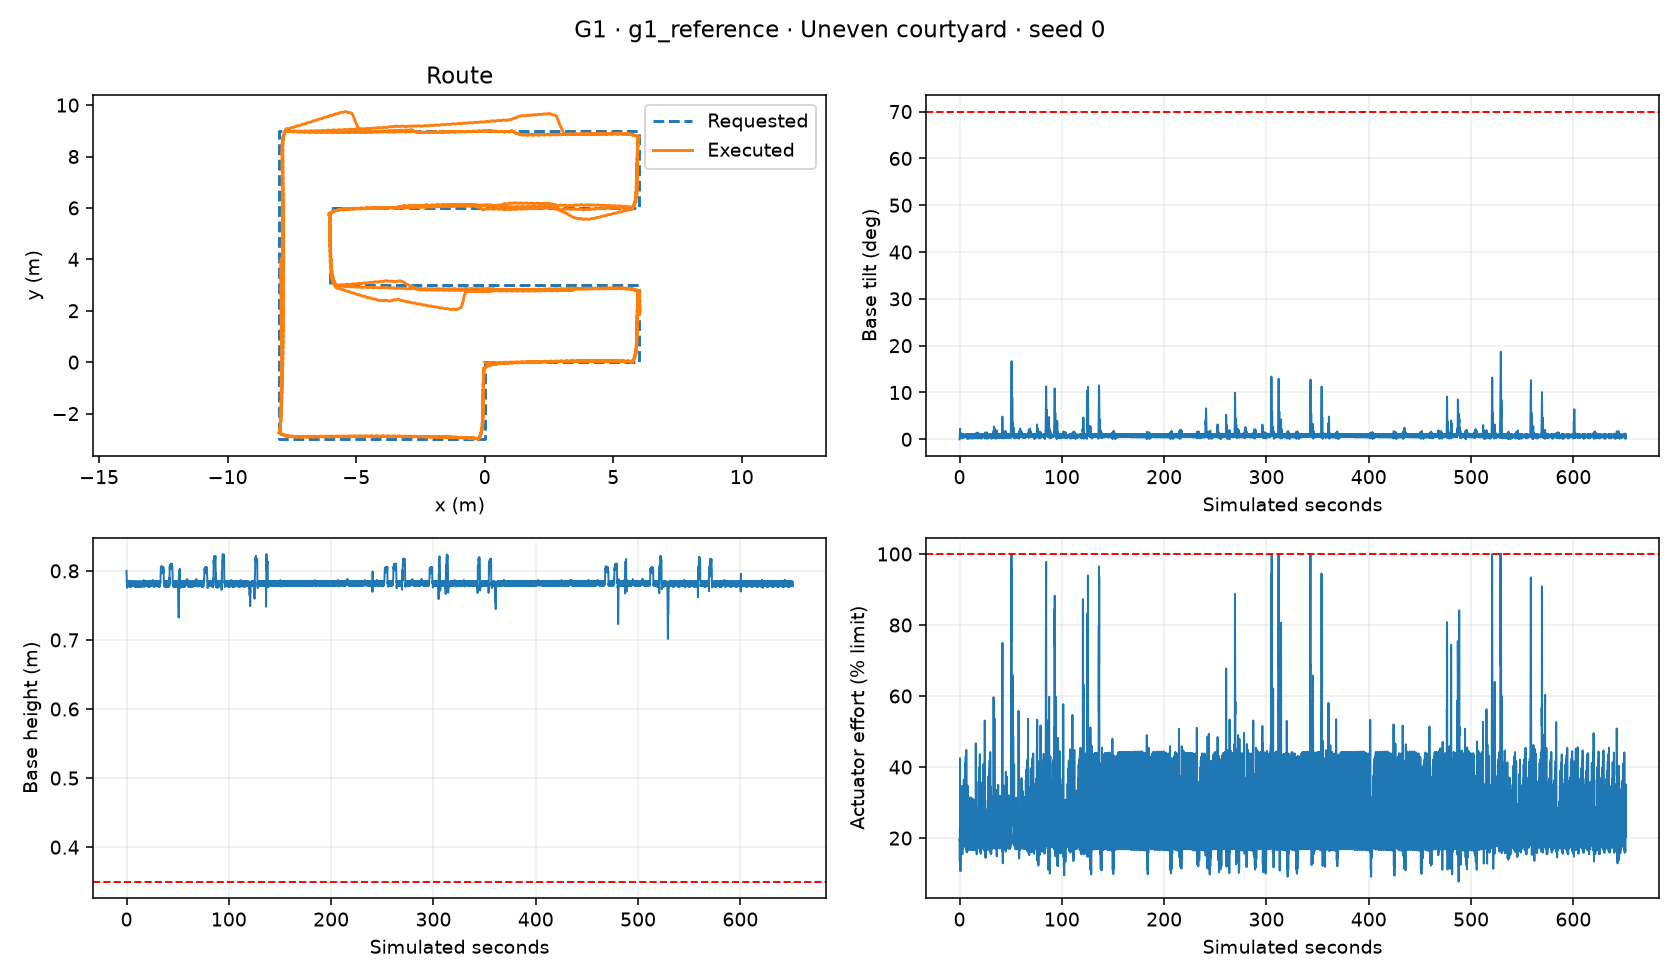 G1 · g1_reference · Uneven courtyard · seed 0
Route
Requested
Executed
10
8
6
4
2
0
−2
y (m)
−15 −10 −5 0 5 10
x (m)
70
60
50
40
30
20
10
0
Base tilt (deg)
0 100 200 300 400 500 600
Simulated seconds
0.8
0.7
0.6
0.5
0.4
Base height (m)
0 100 200 300 400 500 600
Simulated seconds
100
80
60
40
20
Actuator effort (% limit)
0 100 200 300 400 500 600
Simulated seconds